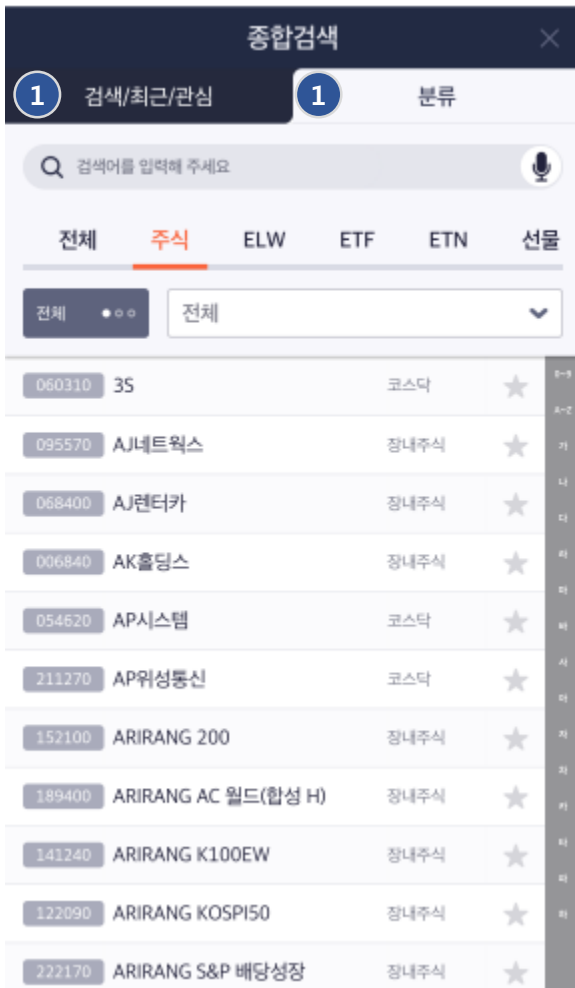 종합검색
1 검색/최근/관심 1 분류
검색어를 입력해 주세요
전체 주식 ELW ETF ETN 선물
전체 전체
060310 3S 코스닥
095570 AJ네트웍스 장내주식
068400 AJ렌터카 장내주식
006840 AK홀딩스 장내주식
054620 AP시스템 코스닥
211270 AP위성통신 코스닥
152100 ARIRANG 200 장내주식
189400 ARIRANG AC 월드(합성 H) 장내주식
141240 ARIRANG K100EW 장내주식
122090 ARIRANG KOSPI50 장내주식
222170 ARIRANG S&P 배당성장 장내주식
0~9
A~Z
가
나
다